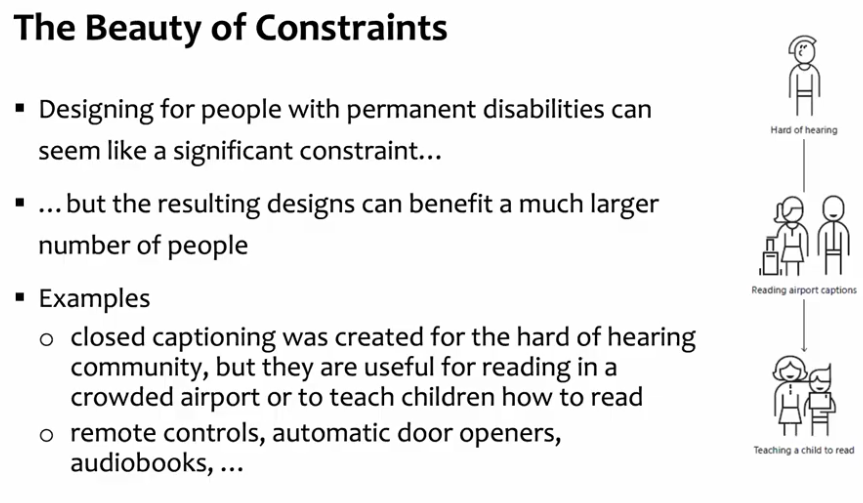 The Beauty of Constraints
▪ Designing for people with permanent disabilities can
seem like a significant constraint...
▪ ...but the resulting designs can benefit a much larger
number of people
▪ Examples
o closed captioning was created for the hard of hearing
community, but they are useful for reading in a
crowded airport or to teach children how to read
o remote controls, automatic door openers,
audiobooks, ...
Hard of hearing
Reading airport captions
Teaching a child to read